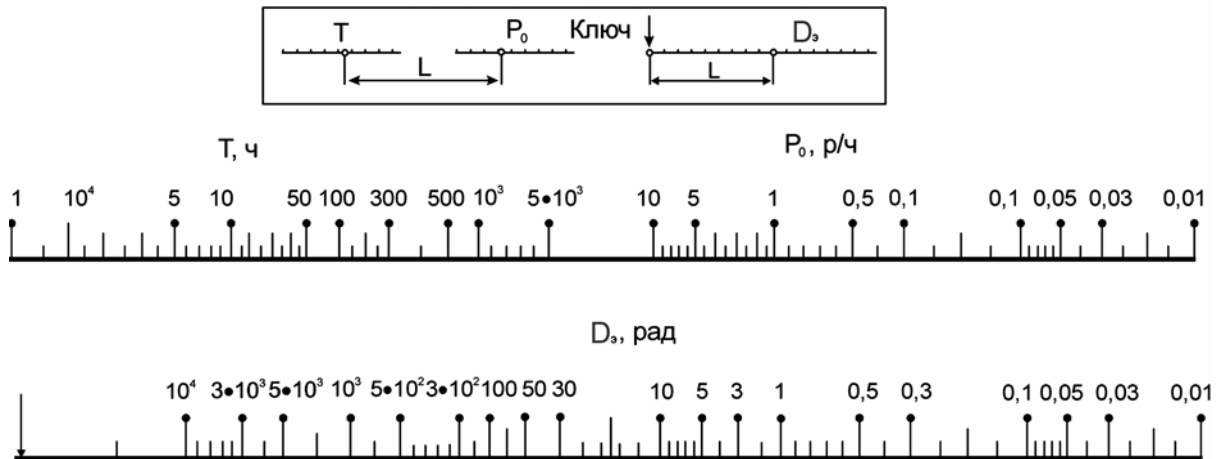 T P₀ Ключ Dэ
L L
T, ч P₀, р/ч
1 10⁴ 5 10 50 100 300 500 10³ 5•10³ 10 5 1 0,5 0,1 0,1 0,05 0,03 0,01
Dэ, рад
10⁴ 3•10³ 5•10³ 10³ 5•10² 3•10² 100 50 30 10 5 3 1 0,5 0,3 0,1 0,05 0,03 0,01